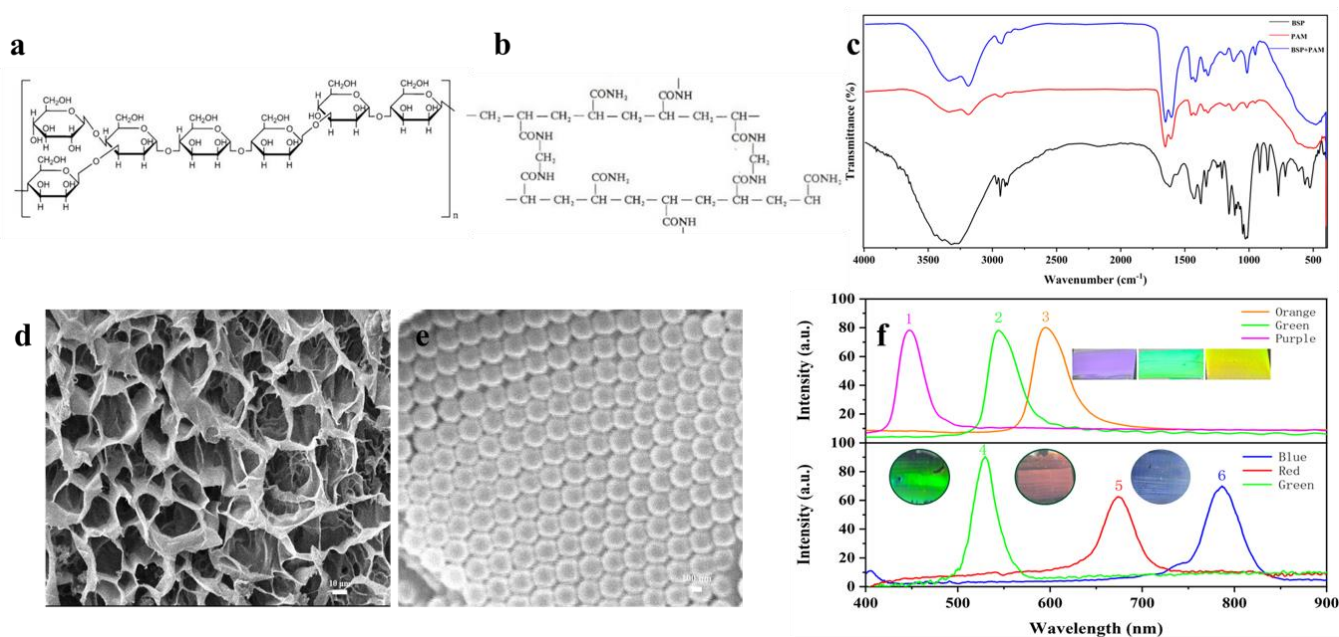 a
CH₂OH
CH₂OH
CH₂OH
CH₂OH
CH₂OH
CH₂OH
CH₂OH
CH₂OH
n
b
CONH₂
CONH
CH₂ CH CH₂ CH CH₂ CH CH₂ CH
CONH
CONH
CH₂
CH₂
CONH
CONH₂
CONH
CONH₂
CH CH₂ CH CH₂ CH CH₂ CH CH₂ CH
CONH
c
BSP
PAM
BSP+PAM
Transmittance (%)
4000 3500 3000 2500 2000 1500 1000 500
Wavenumber (cm⁻¹)
d
10 μm
e
100 nm
f
100
80
60
40
20
Intensity (a.u.)
1 2 3
Orange
Green
Purple
100
80
60
40
20
0
Intensity (a.u.)
4 5 6
Blue
Red
Green
400 500 600 700 800 900
Wavelength (nm)